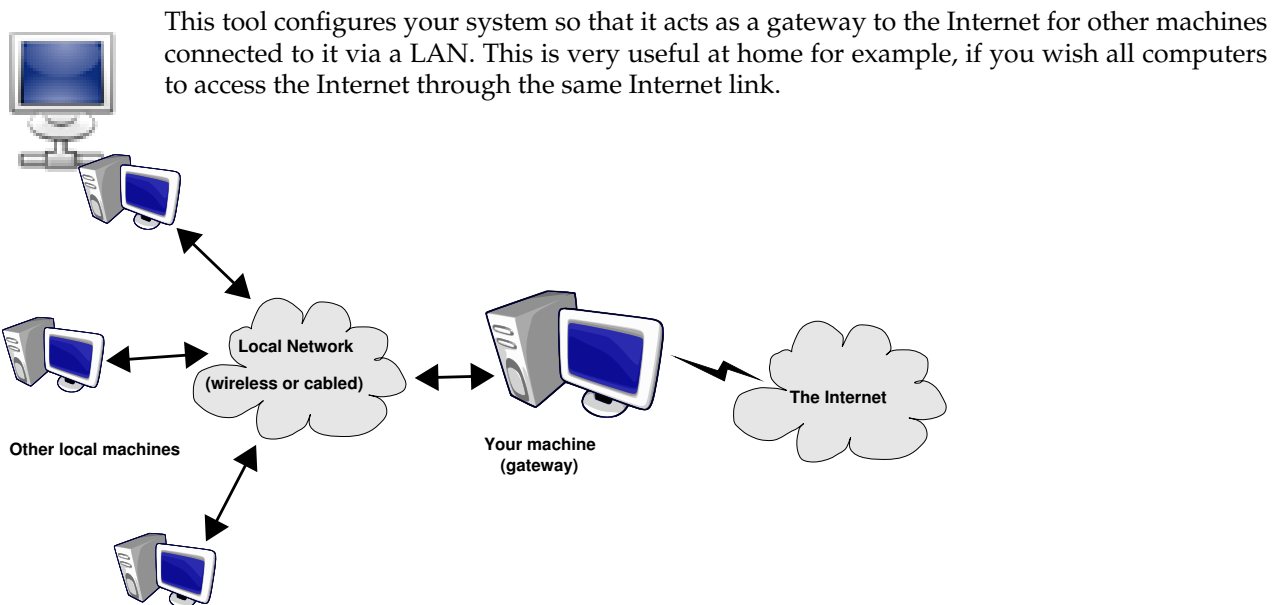 This tool configures your system so that it acts as a gateway to the Internet for other machines
connected to it via a LAN. This is very useful at home for example, if you wish all computers
to access the Internet through the same Internet link.
Local Network
(wireless or cabled)
The Internet
Other local machines
Your machine
(gateway)